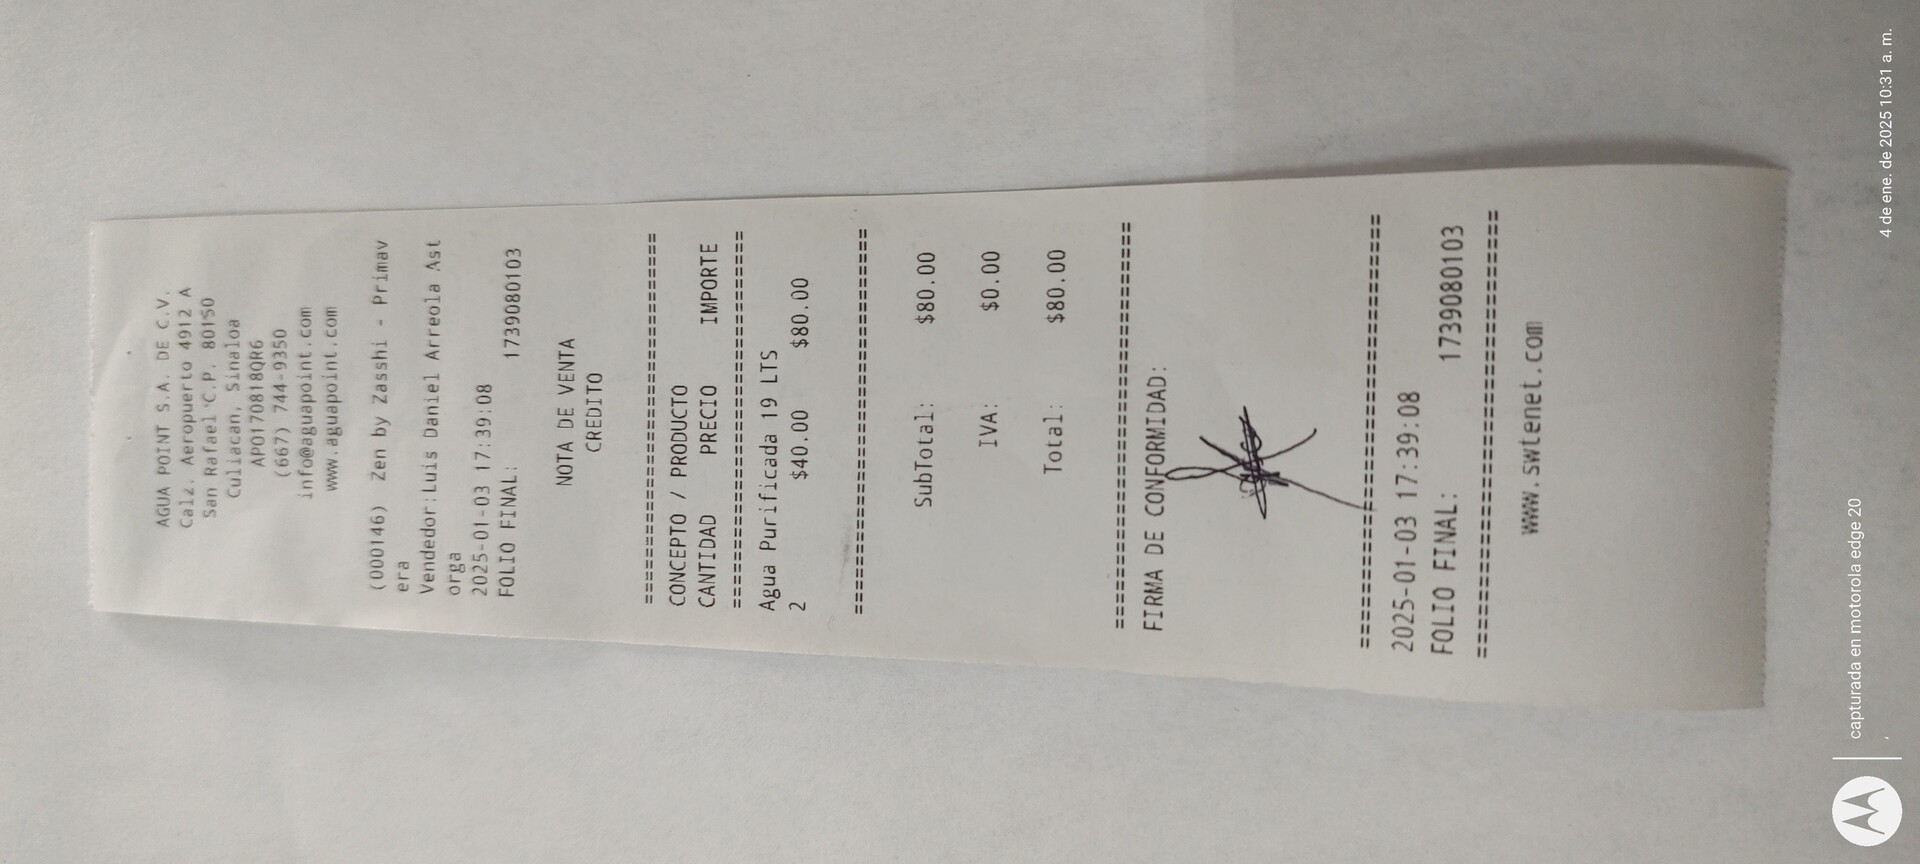 AGUA POINT S.A. DE C.V.
Calz. Aeropuerto 4912 A
San Rafael C.P. 80150
Culiacan, Sinaloa
APO170818QR6
(667) 744-9350
info@aguapoint.com
www.aguapoint.com
(000146) Zen by Zasshi - Primav
era
Vendedor:Luis Daniel Arreola Ast
orga
2025-01-03 17:39:08
FOLIO FINAL: 1739080103
NOTA DE VENTA
CREDITO
================================
CONCEPTO / PRODUCTO
CANTIDAD PRECIO IMPORTE
================================
Agua Purificada 19 LTS
2 $40.00 $80.00
================================
SubTotal: $80.00
IVA: $0.00
Total: $80.00
================================
FIRMA DE CONFORMIDAD:
================================
2025-01-03 17:39:08
FOLIO FINAL: 1739080103
================================
www.swtenet.com
capturada en motorola edge 20
4 de ene. de 2025 10:31 a. m.